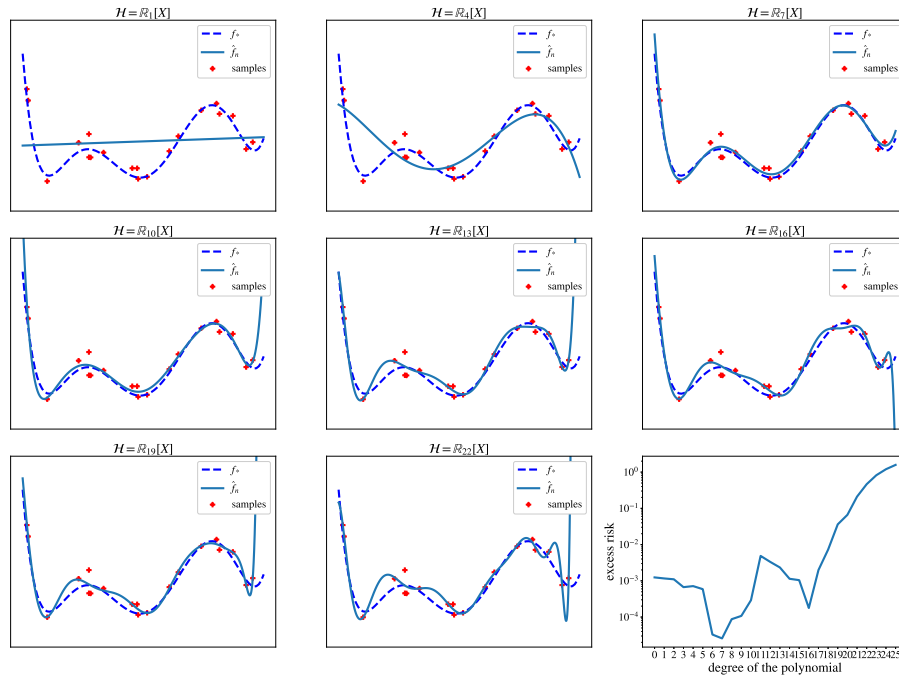 ℋ = ℝ₁[X]
f*
f̂ₙ
samples
ℋ = ℝ₄[X]
f*
f̂ₙ
samples
ℋ = ℝ₇[X]
f*
f̂ₙ
samples
ℋ = ℝ₁₀[X]
f*
f̂ₙ
samples
ℋ = ℝ₁₃[X]
f*
f̂ₙ
samples
ℋ = ℝ₁₆[X]
f*
f̂ₙ
samples
ℋ = ℝ₁₉[X]
f*
f̂ₙ
samples
ℋ = ℝ₂₂[X]
f*
f̂ₙ
samples
10⁰
10⁻¹
10⁻²
10⁻³
10⁻⁴
excess risk
0 1 2 3 4 5 6 7 8 9 10 11 12 13 14 15 16 17 18 19 20 21 22 23 24 25
degree of the polynomial